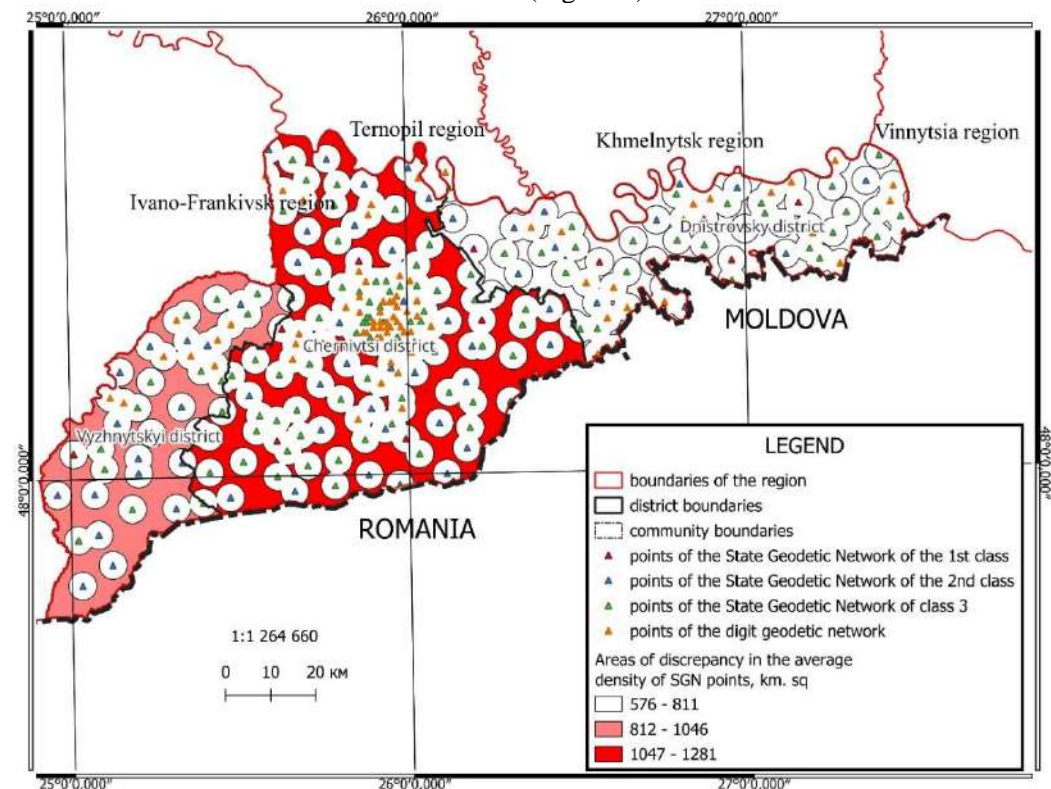 25°0′0,000″ 26°0′0,000″ 27°0′0,000″
Ternopil region
Khmelnytsk region
Vinnytsia region
Ivano-Frankivsk region
Dnistrovsky district
MOLDOVA
Chernivtsi district
Vyzhnytskyi district
48°0′0,000″ 48°0′0,000″
ROMANIA
1:1 264 660
0 10 20 км
LEGEND
boundaries of the region
district boundaries
community boundaries
points of the State Geodetic Network of the 1st class
points of the State Geodetic Network of the 2nd class
points of the State Geodetic Network of class 3
points of the digit geodetic network
Areas of discrepancy in the average
density of SGN points, km. sq
576 - 811
812 - 1046
1047 - 1281
25°0′0,000″ 26°0′0,000″ 27°0′0,000″